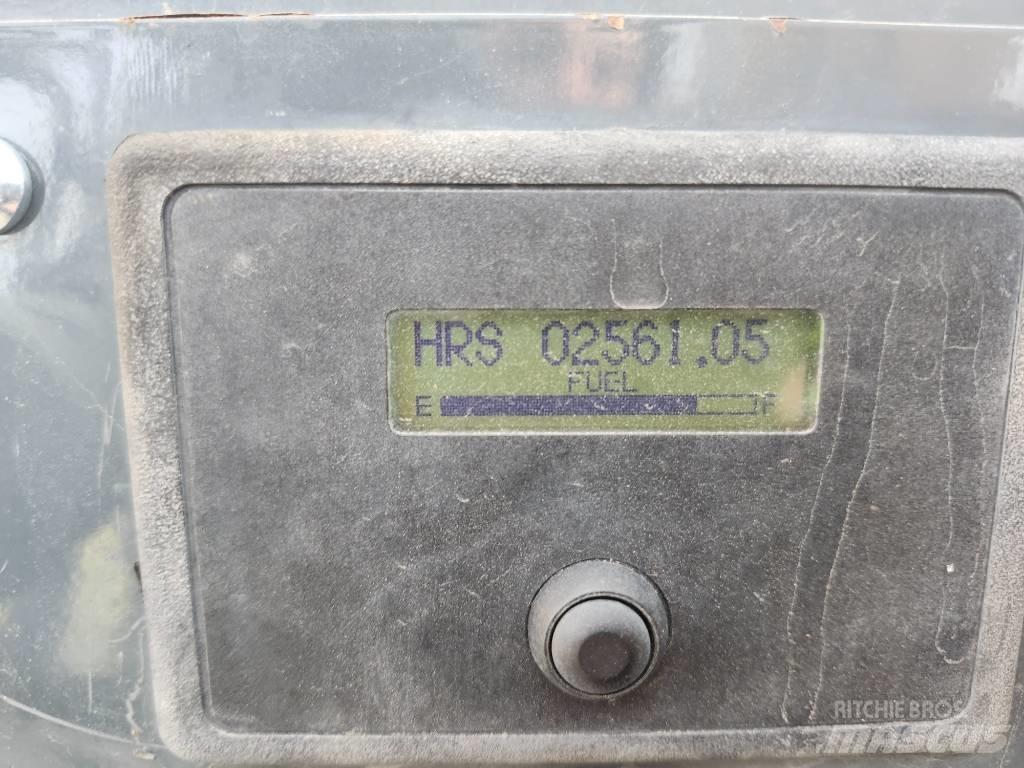 HRS 02561.05
FUEL
E F
RITCHIE BROS
MASCUS